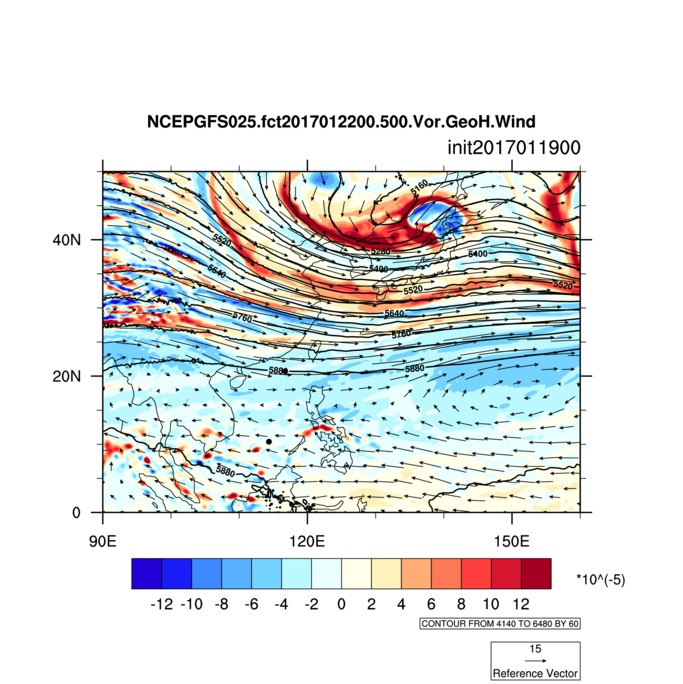 NCEPGFS025.fct2017012200.500.Vor.GeoH.Wind
init2017011900
5160
5520
5280
5400
5400
5640
5520
5520
5760
5640
5760
5880
5880
5880
40N
20N
0
90E 120E 150E
-12 -10 -8 -6 -4 -2 0 2 4 6 8 10 12
*10^(-5)
CONTOUR FROM 4140 TO 6480 BY 60
15
Reference Vector